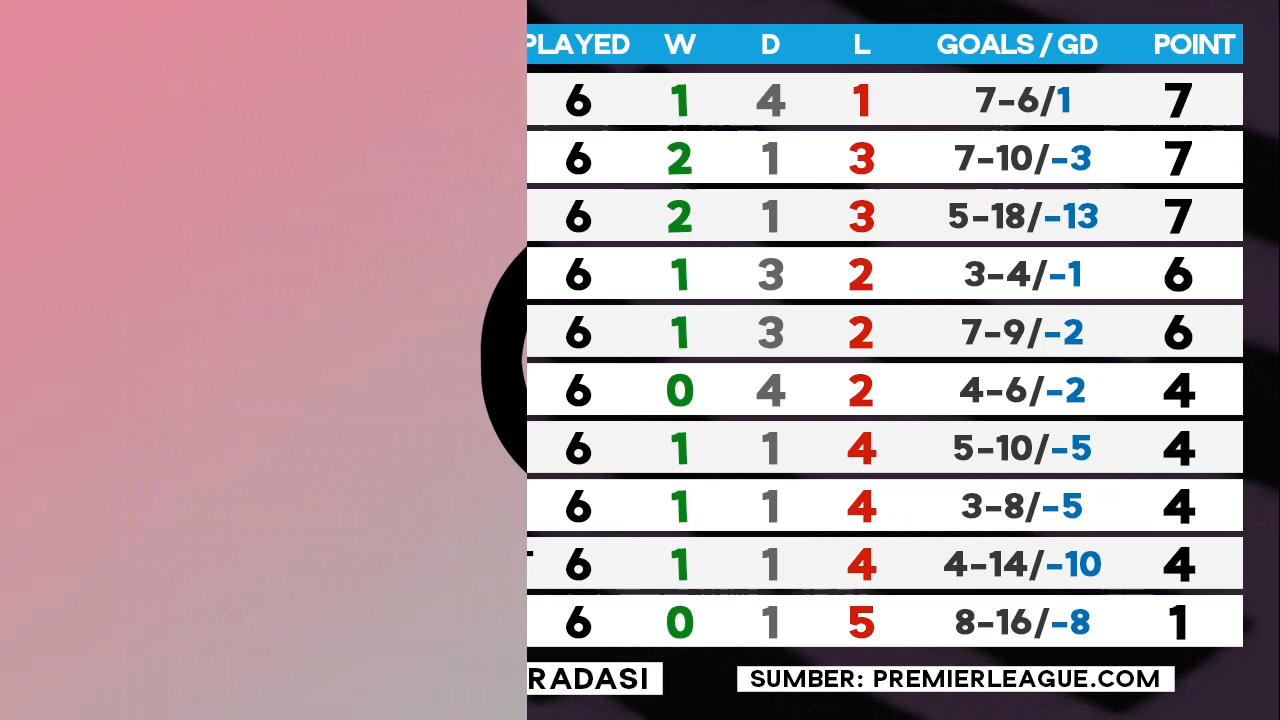 PLAYED W D L GOALS / GD POINT
6 1 4 1 7-6/1 7
6 2 1 3 7-10/-3 7
6 2 1 3 5-18/-13 7
6 1 3 2 3-4/-1 6
6 1 3 2 7-9/-2 6
6 0 4 2 4-6/-2 4
6 1 1 4 5-10/-5 4
6 1 1 4 3-8/-5 4
6 1 1 4 4-14/-10 4
6 0 1 5 8-16/-8 1
RADASI SUMBER: PREMIERLEAGUE.COM